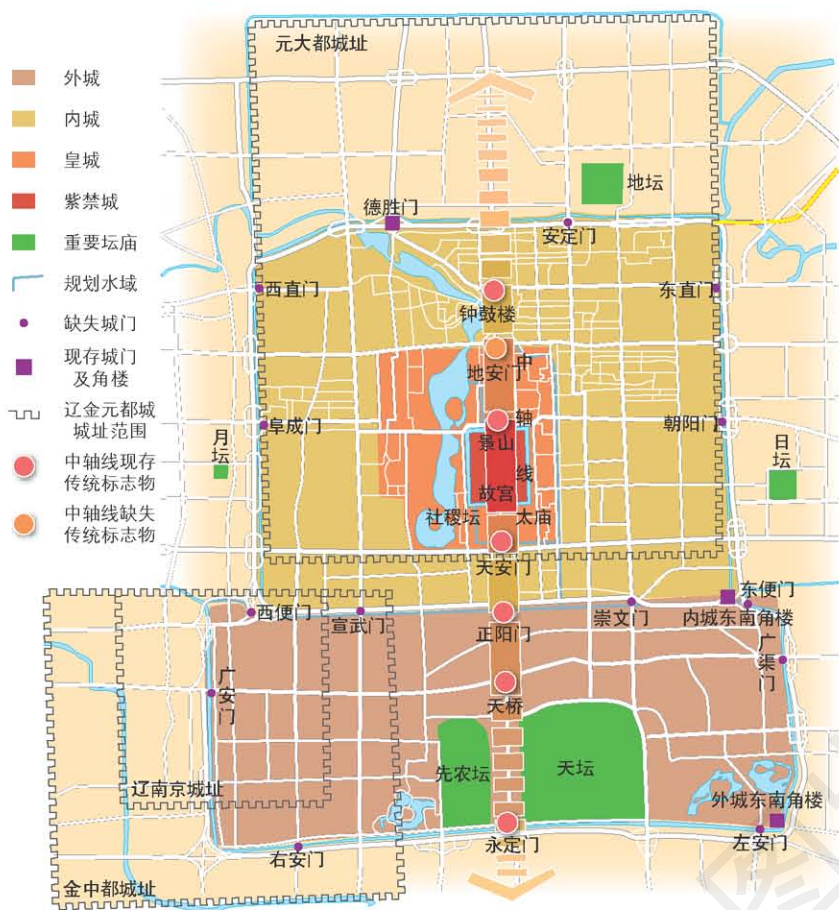 元大都城址
外城
内城
皇城
紫禁城
重要坛庙
规划水域
缺失城门
现存城门
及角楼
辽金元都城
城址范围
中轴线现存
传统标志物
中轴线缺失
传统标志物
地坛
德胜门
安定门
西直门
东直门
钟鼓楼
地安门
中轴线
阜成门
朝阳门
景山
月坛
日坛
故宫
社稷坛
太庙
天安门
西便门
宣武门
正阳门
崇文门
内城东南角楼
东便门
广安门
广渠门
天桥
辽南京城址
先农坛
天坛
外城东南角楼
右安门
永定门
左安门
金中都城址